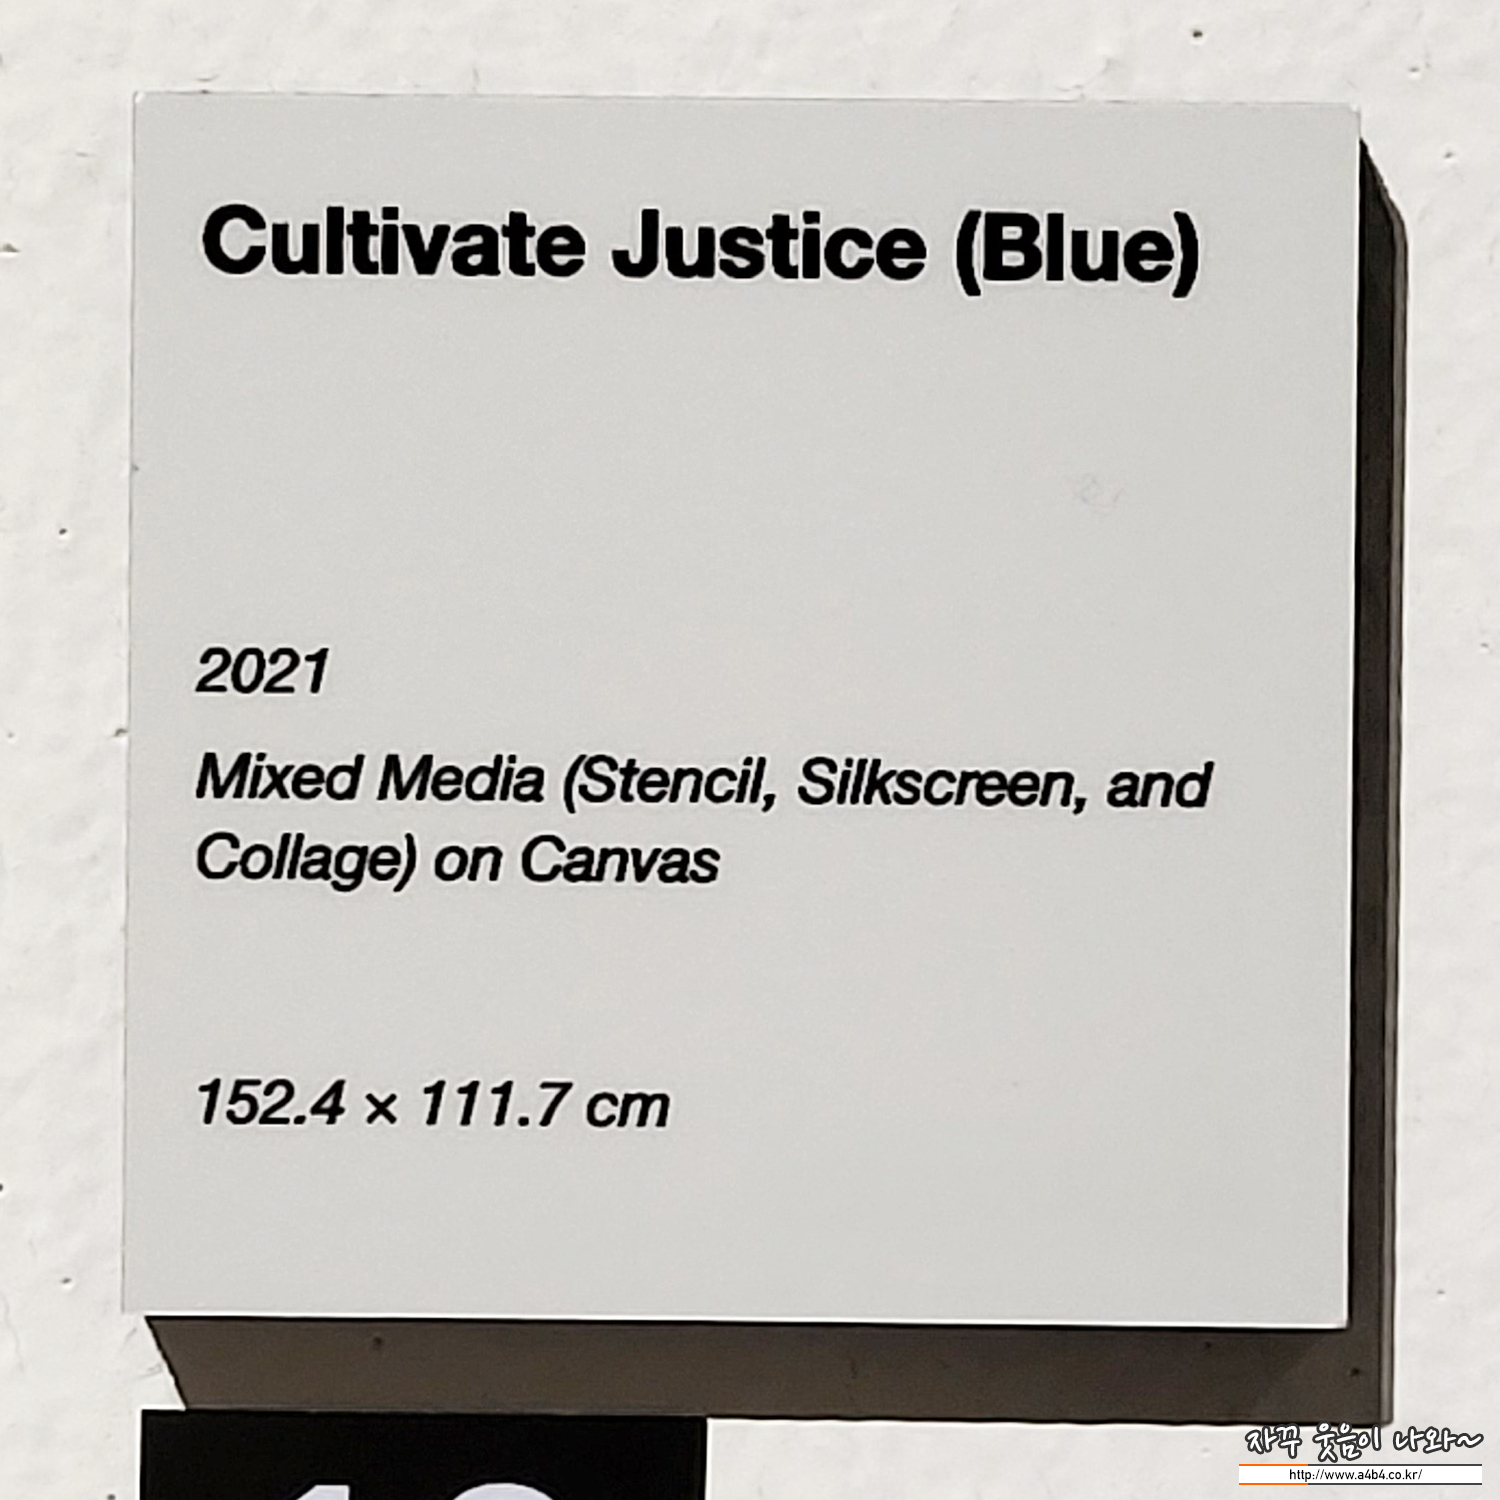 Cultivate Justice (Blue)
2021
Mixed Media (Stencil, Silkscreen, and
Collage) on Canvas
152.4 × 111.7 cm
자꾸 웃음이 나와~
http://www.a4b4.co.kr/